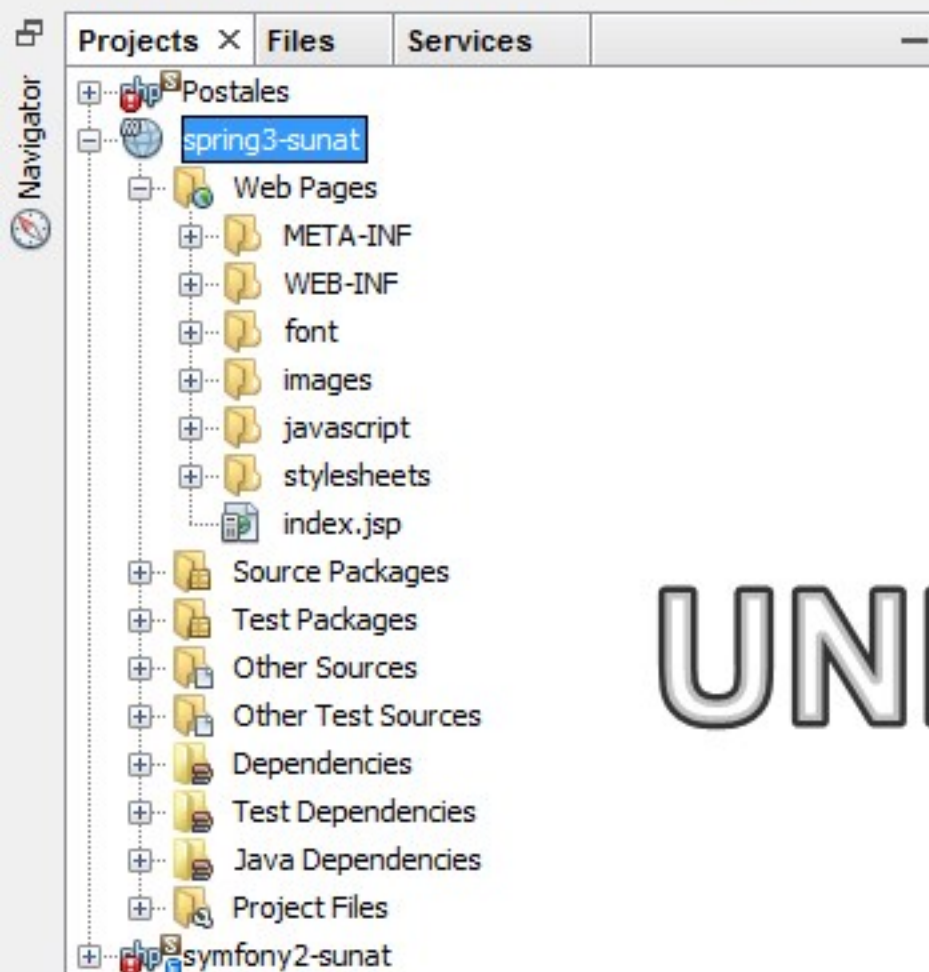 Projects Files Services
Navigator
Postales
spring3-sunat
Web Pages
META-INF
WEB-INF
font
images
javascript
stylesheets
index.jsp
Source Packages
Test Packages
Other Sources
Other Test Sources
Dependencies
Test Dependencies
Java Dependencies
Project Files
symfony2-sunat